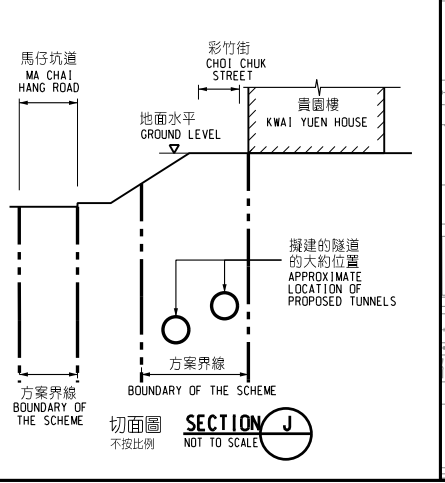 馬仔坑道
MA CHAI
HANG ROAD
彩竹街
CHOI CHUK
STREET
地面水平
GROUND LEVEL
貴園樓
KWAI YUEN HOUSE
擬建的隧道
的大約位置
APPROXIMATE
LOCATION OF
PROPOSED TUNNELS
方案界線
BOUNDARY OF THE SCHEME
方案界線
BOUNDARY OF
THE SCHEME
切面圖
不按比例
SECTION J
NOT TO SCALE